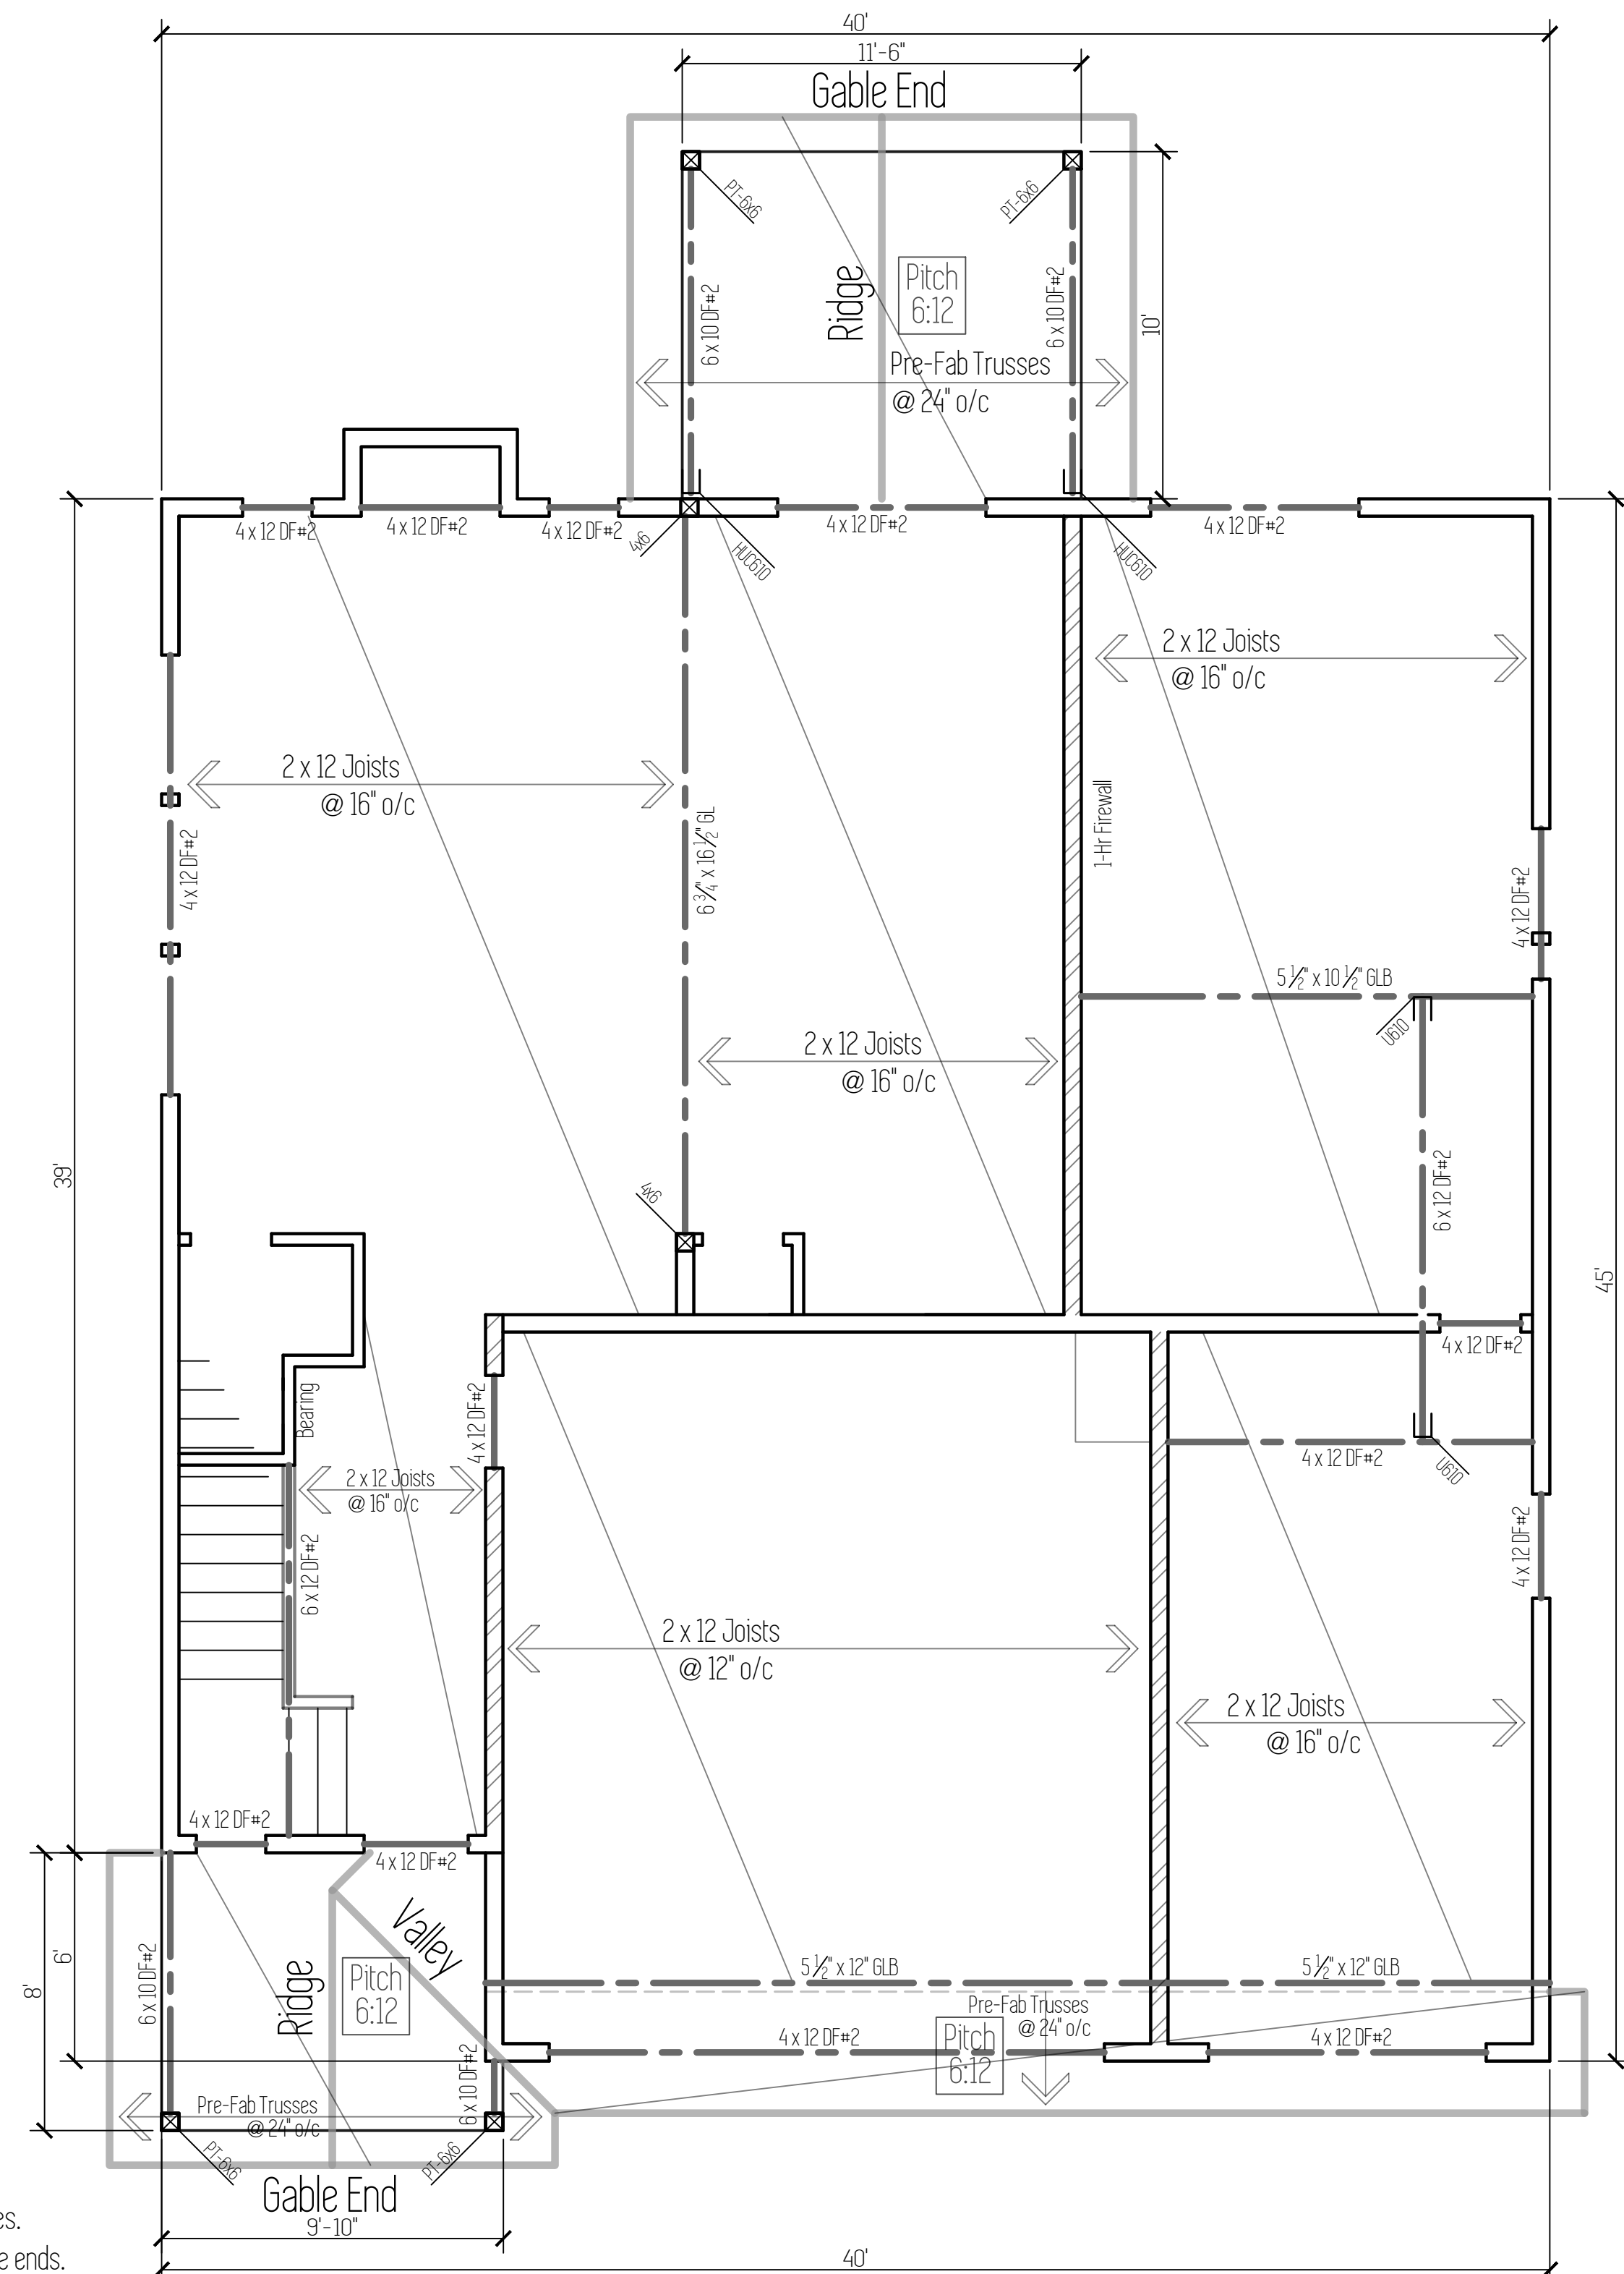 40'
11'-6"
Gable End
PT-6x6
PT-6x6
6 x 10 DF#2
Ridge
Pitch
6:12
6 x 10 DF#2
10'
Pre-Fab Trusses
@ 24" o/c
4 x 12 DF#2
4 x 12 DF#2
4 x 12 DF#2
4x6
HUC610
4 x 12 DF#2
HUC610
4 x 12 DF#2
2 x 12 Joists
@ 16" o/c
2 x 12 Joists
@ 16" o/c
4 x 12 DF#2
6 3/4" x 16 1/2" GL
1-Hr Firewall
4 x 12 DF#2
5 1/2" x 10 1/2" GLB
U610
2 x 12 Joists
@ 16" o/c
39'
4x6
6 x 12 DF#2
45'
4 x 12 DF#2
Bearing
4 x 12 DF#2
4 x 12 DF#2
U610
2 x 12 Joists
@ 16" o/c
6 x 12 DF#2
4 x 12 DF#2
2 x 12 Joists
@ 12" o/c
2 x 12 Joists
@ 16" o/c
4 x 12 DF#2
4 x 12 DF#2
Valley
8'
6'
6 x 10 DF#2
Ridge
Pitch
6:12
5 1/2" x 12" GLB
5 1/2" x 12" GLB
Pre-Fab Trusses
@ 24" o/c
Pitch
6:12
4 x 12 DF#2
4 x 12 DF#2
6 x 10 DF#2
Pre-Fab Trusses
@ 24" o/c
PT-6x6
PT-6x6
Gable End
9'-10"
ends.
40'